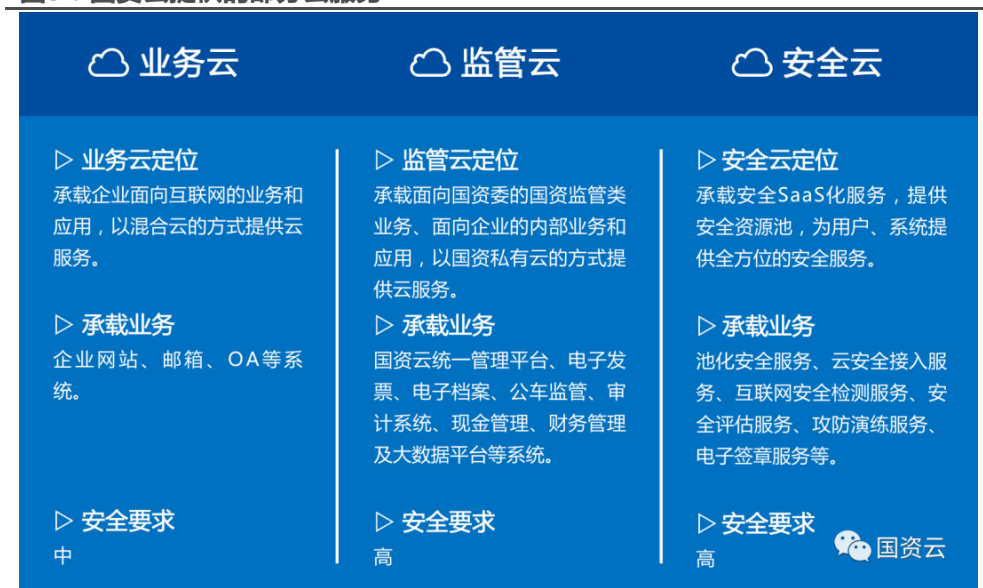 业务云
业务云定位
承载企业面向互联网的业务和
应用，以混合云的方式提供云
服务。
承载业务
企业网站、邮箱、OA等系
统。
安全要求
中
监管云
监管云定位
承载面向国资委的国资监管类
业务、面向企业的内部业务和
应用，以国资私有云的方式提
供云服务。
承载业务
国资云统一管理平台、电子发
票、电子档案、公车监管、审
计系统、现金管理、财务管理
及大数据平台等系统。
安全要求
高
安全云
安全云定位
承载安全SaaS化服务，提供
安全资源池，为用户、系统提
供全方位的安全服务。
承载业务
池化安全服务、云安全接入服
务、互联网安全检测服务、安
全评估服务、攻防演练服务、
电子签章服务等。
安全要求
高
国资云